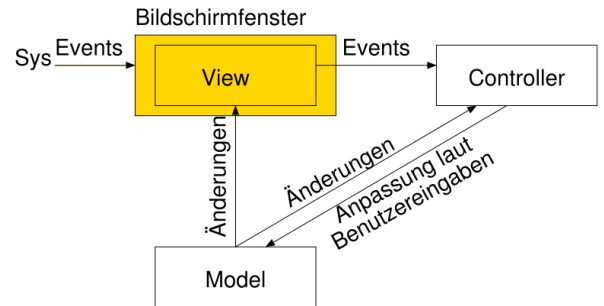 Bildschirmfenster
Sys
Events
View
Events
Controller
Änderungen
Änderungen
Anpassung laut
Benutzereingaben
Model